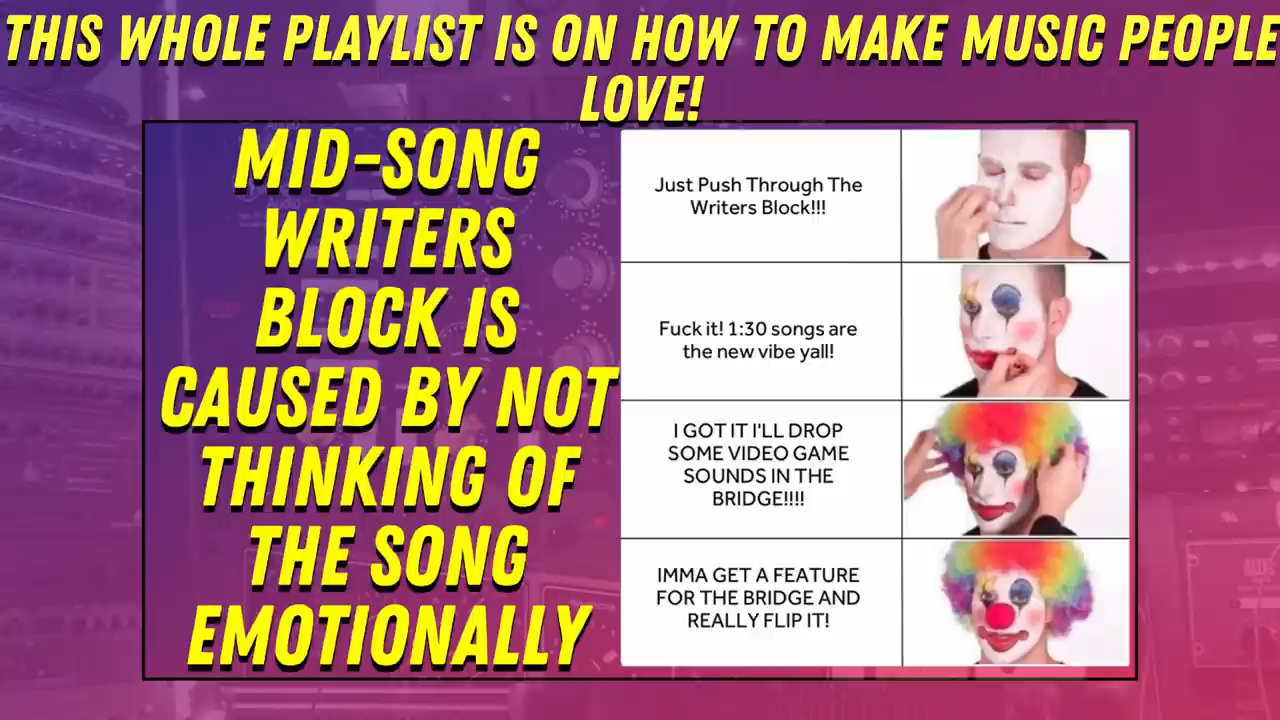 THIS WHOLE PLAYLIST IS ON HOW TO MAKE MUSIC PEOPLE
LOVE!
MID-SONG
WRITERS
BLOCK IS
CAUSED BY NOT
THINKING OF
THE SONG
EMOTIONALLY
Just Push Through The
Writers Block!!!
Fuck it! 1:30 songs are
the new vibe yall!
I GOT IT I'LL DROP
SOME VIDEO GAME
SOUNDS IN THE
BRIDGE!!!!
IMMA GET A FEATURE
FOR THE BRIDGE AND
REALLY FLIP IT!